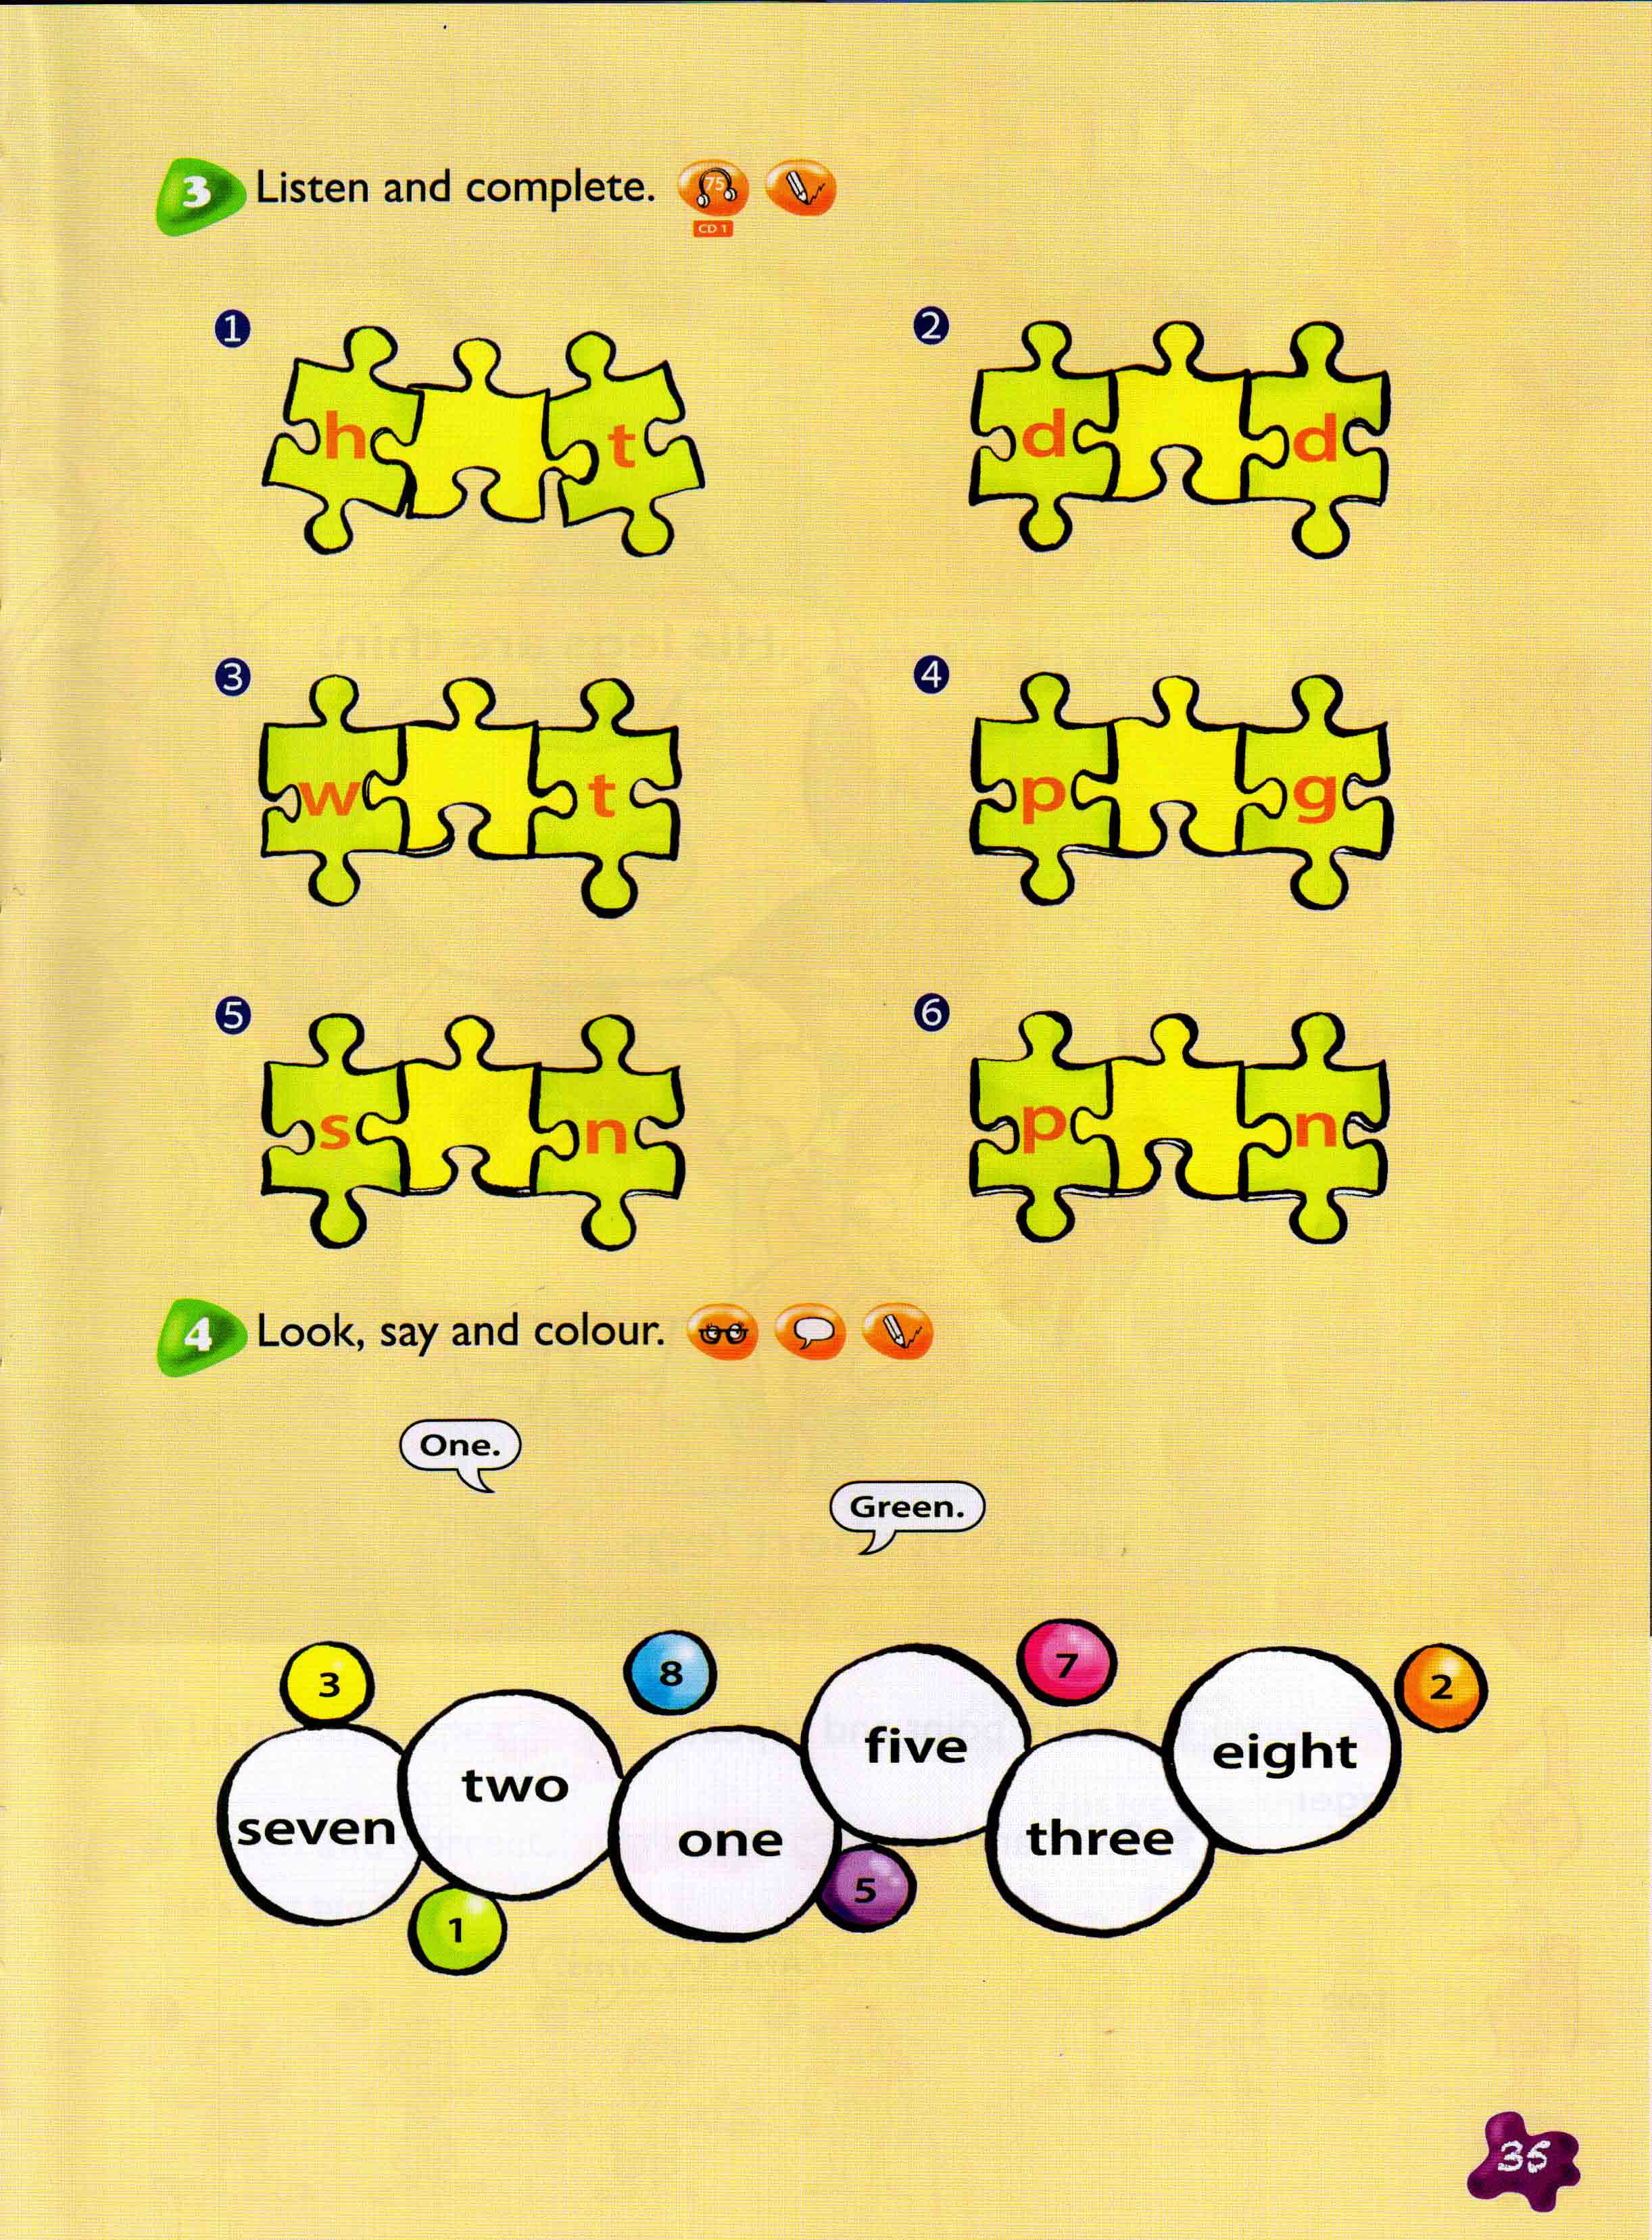 3 Listen and complete. 75
CD 1
1 2
h t d d
3 4
w t p g
5 6
s n p n
4 Look, say and colour.
One.
Green.
3 8 7 2
seven two one five three eight
1 5
35